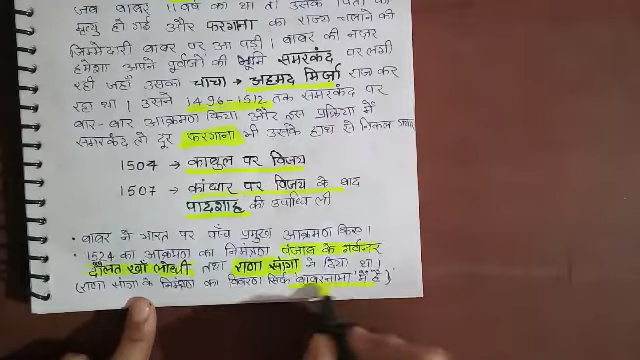 जब बाबर 11 वर्ष का था तो उसके पिता की
मृत्यु हो गई और फरगना का राज्य चलाने की
जिम्मेदारी बाबर पर आ पड़ी। बाबर की नजर
हमेशा अपने पूर्वजों की भूमि समरकंद पर लगी
रही जहाँ उसका चाचा → अहमद मिर्ज़ा राज कर
रहा था। उसने 1496-1512 तक समरकंद पर
बार-बार आक्रमण किया और इस प्रक्रिया में
समरकंद तो दूर फरगना भी उसके हाथ से निकल गया
1504 → काबुल पर विजय
1507 → कांधार पर विजय के बाद
पादशाह की उपाधि ली
• बाबर ने भारत पर पाँच प्रमुख आक्रमण किए।
• 1524 का आक्रमण का निमंत्रण पंजाब के गवर्नर
दौलत खाँ लोधी तथा राणा सांगा ने दिया था।
(राणा सांगा के निमंत्रण का विवरण सिर्फ बाबरनामा में है)